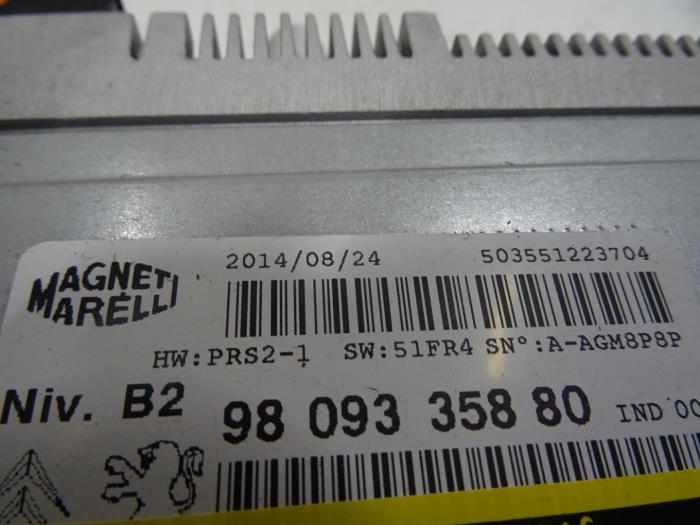 MAGNETI
MARELLI
2014/08/24 503551223704
HW:PRS2-1 SW:51FR4 SN°:A-AGM8P8P
Niv. B2 98 093 358 80 IND 00